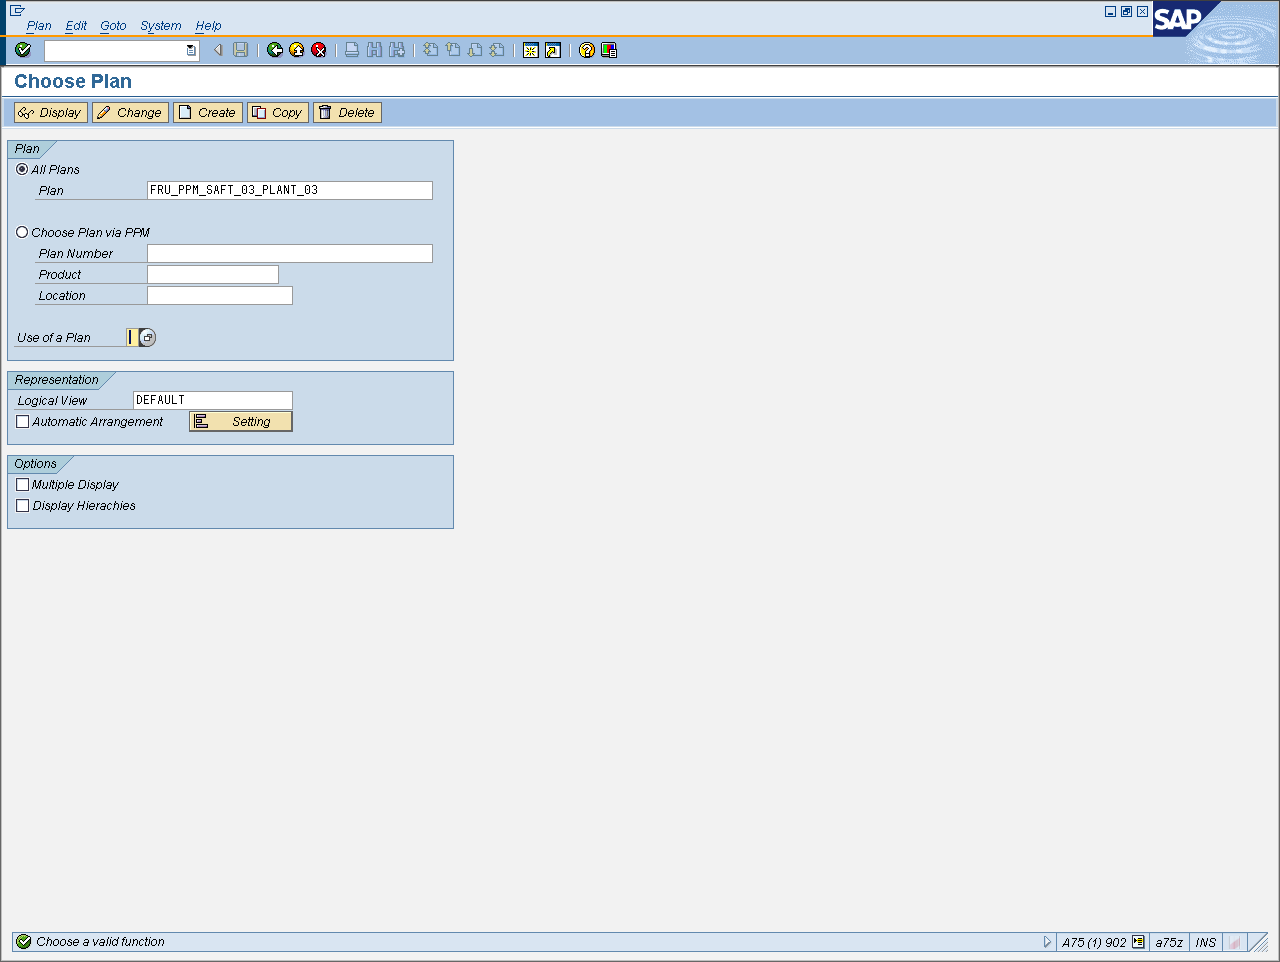 Plan Edit Goto System Help
SAP
Choose Plan
Display Change Create Copy Delete
Plan
All Plans
Plan FRU_PPM_SAFT_03_PLANT_03
Choose Plan via PPM
Plan Number
Product
Location
Use of a Plan
Representation
Logical View DEFAULT
Automatic Arrangement Setting
Options
Multiple Display
Display Hierachies
Choose a valid function A75 (1) 902 a75z INS